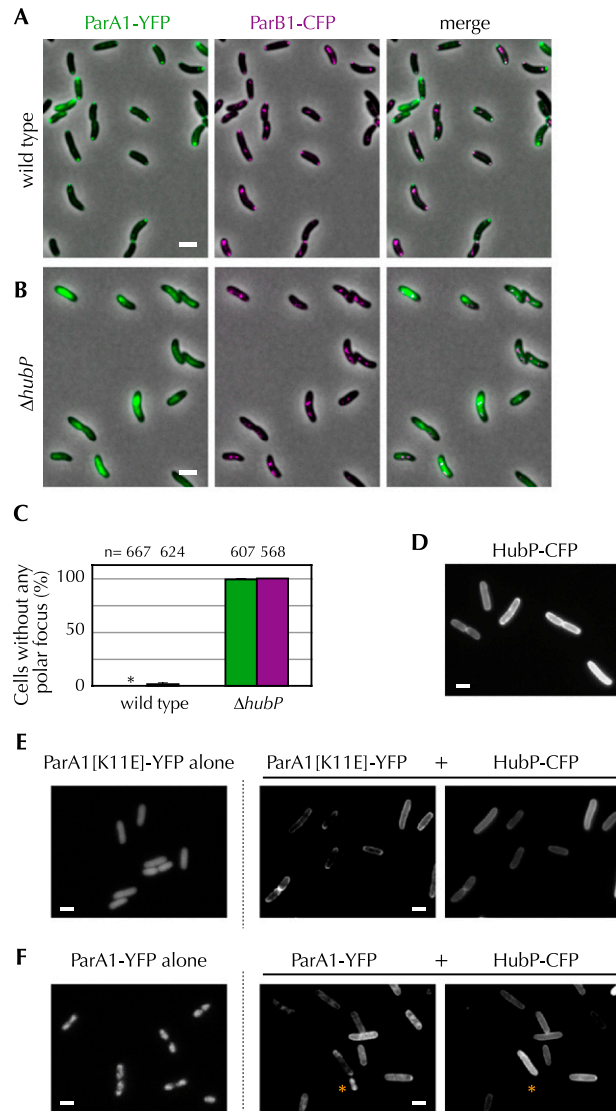 A ParA1-YFP ParB1-CFP merge
wild type
B
ΔhubP
C
n= 667 624 607 568
100
50
0
Cells without any
polar focus (%)
*
wild type ΔhubP
D
HubP-CFP
E
ParA1[K11E]-YFP alone ParA1[K11E]-YFP + HubP-CFP
F
ParA1-YFP alone ParA1-YFP + HubP-CFP
* *